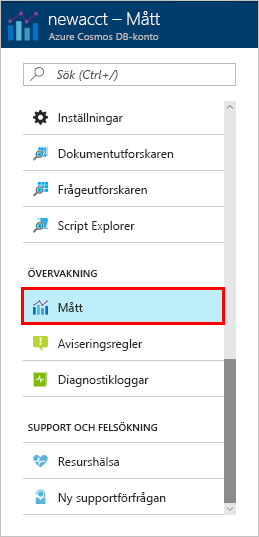 newacct – Mått
Azure Cosmos DB-konto
Sök (Ctrl+/)
Inställningar
Dokumentutforskaren
Frågeutforskaren
Script Explorer
ÖVERVAKNING
Mått
Aviseringsregler
Diagnostikloggar
SUPPORT OCH FELSÖKNING
Resurshälsa
Ny supportförfrågan